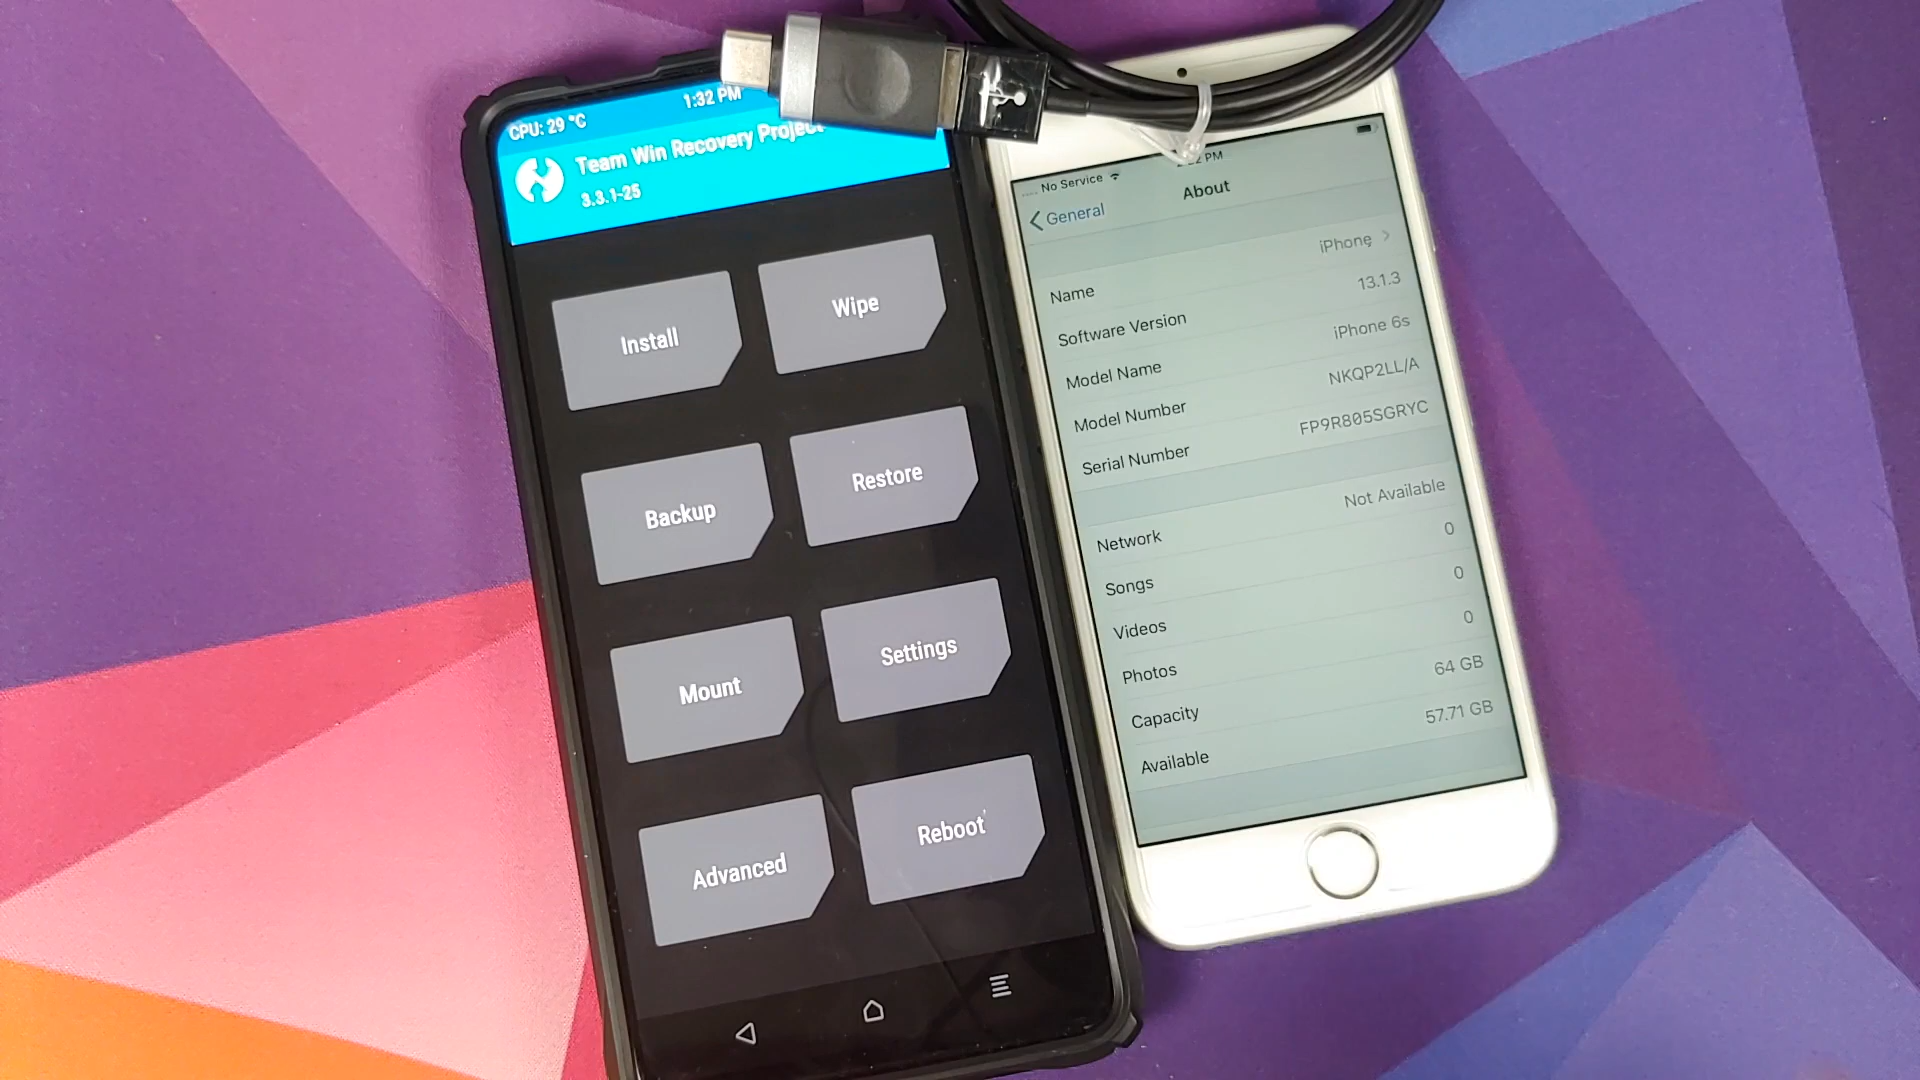 CPU: 29 °C
1:32 PM
Team Win Recovery Project
3.3.1-25
Install
Wipe
Backup
Restore
Mount
Settings
Advanced
Reboot
No Service
PM
General
About
Name
iPhone
Software Version
13.1.3
Model Name
iPhone 6s
Model Number
NKQP2LL/A
Serial Number
FP9R805SGRYC
Network
Not Available
Songs
0
Videos
0
Photos
0
Capacity
64 GB
Available
57.71 GB